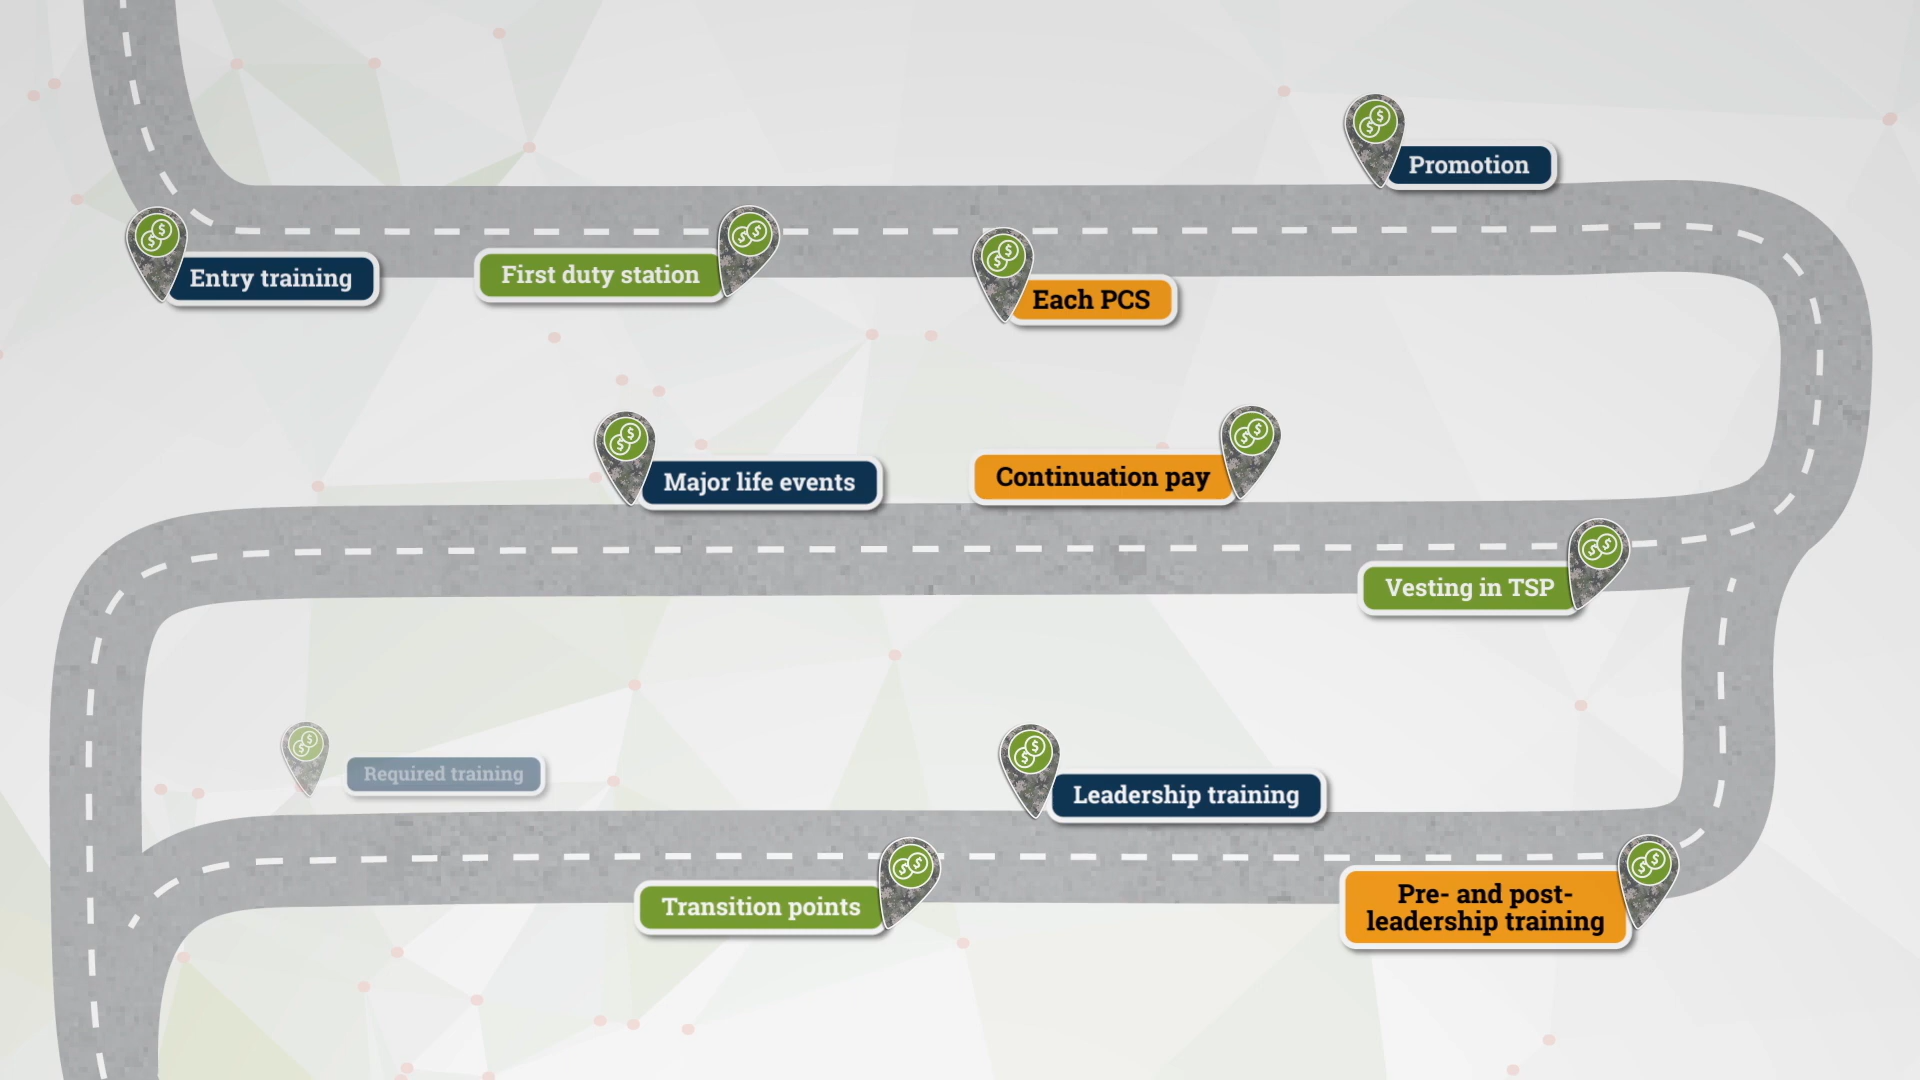 Promotion
Entry training
First duty station
Each PCS
Major life events
Continuation pay
Vesting in TSP
Required training
Leadership training
Transition points
Pre- and post-
leadership training